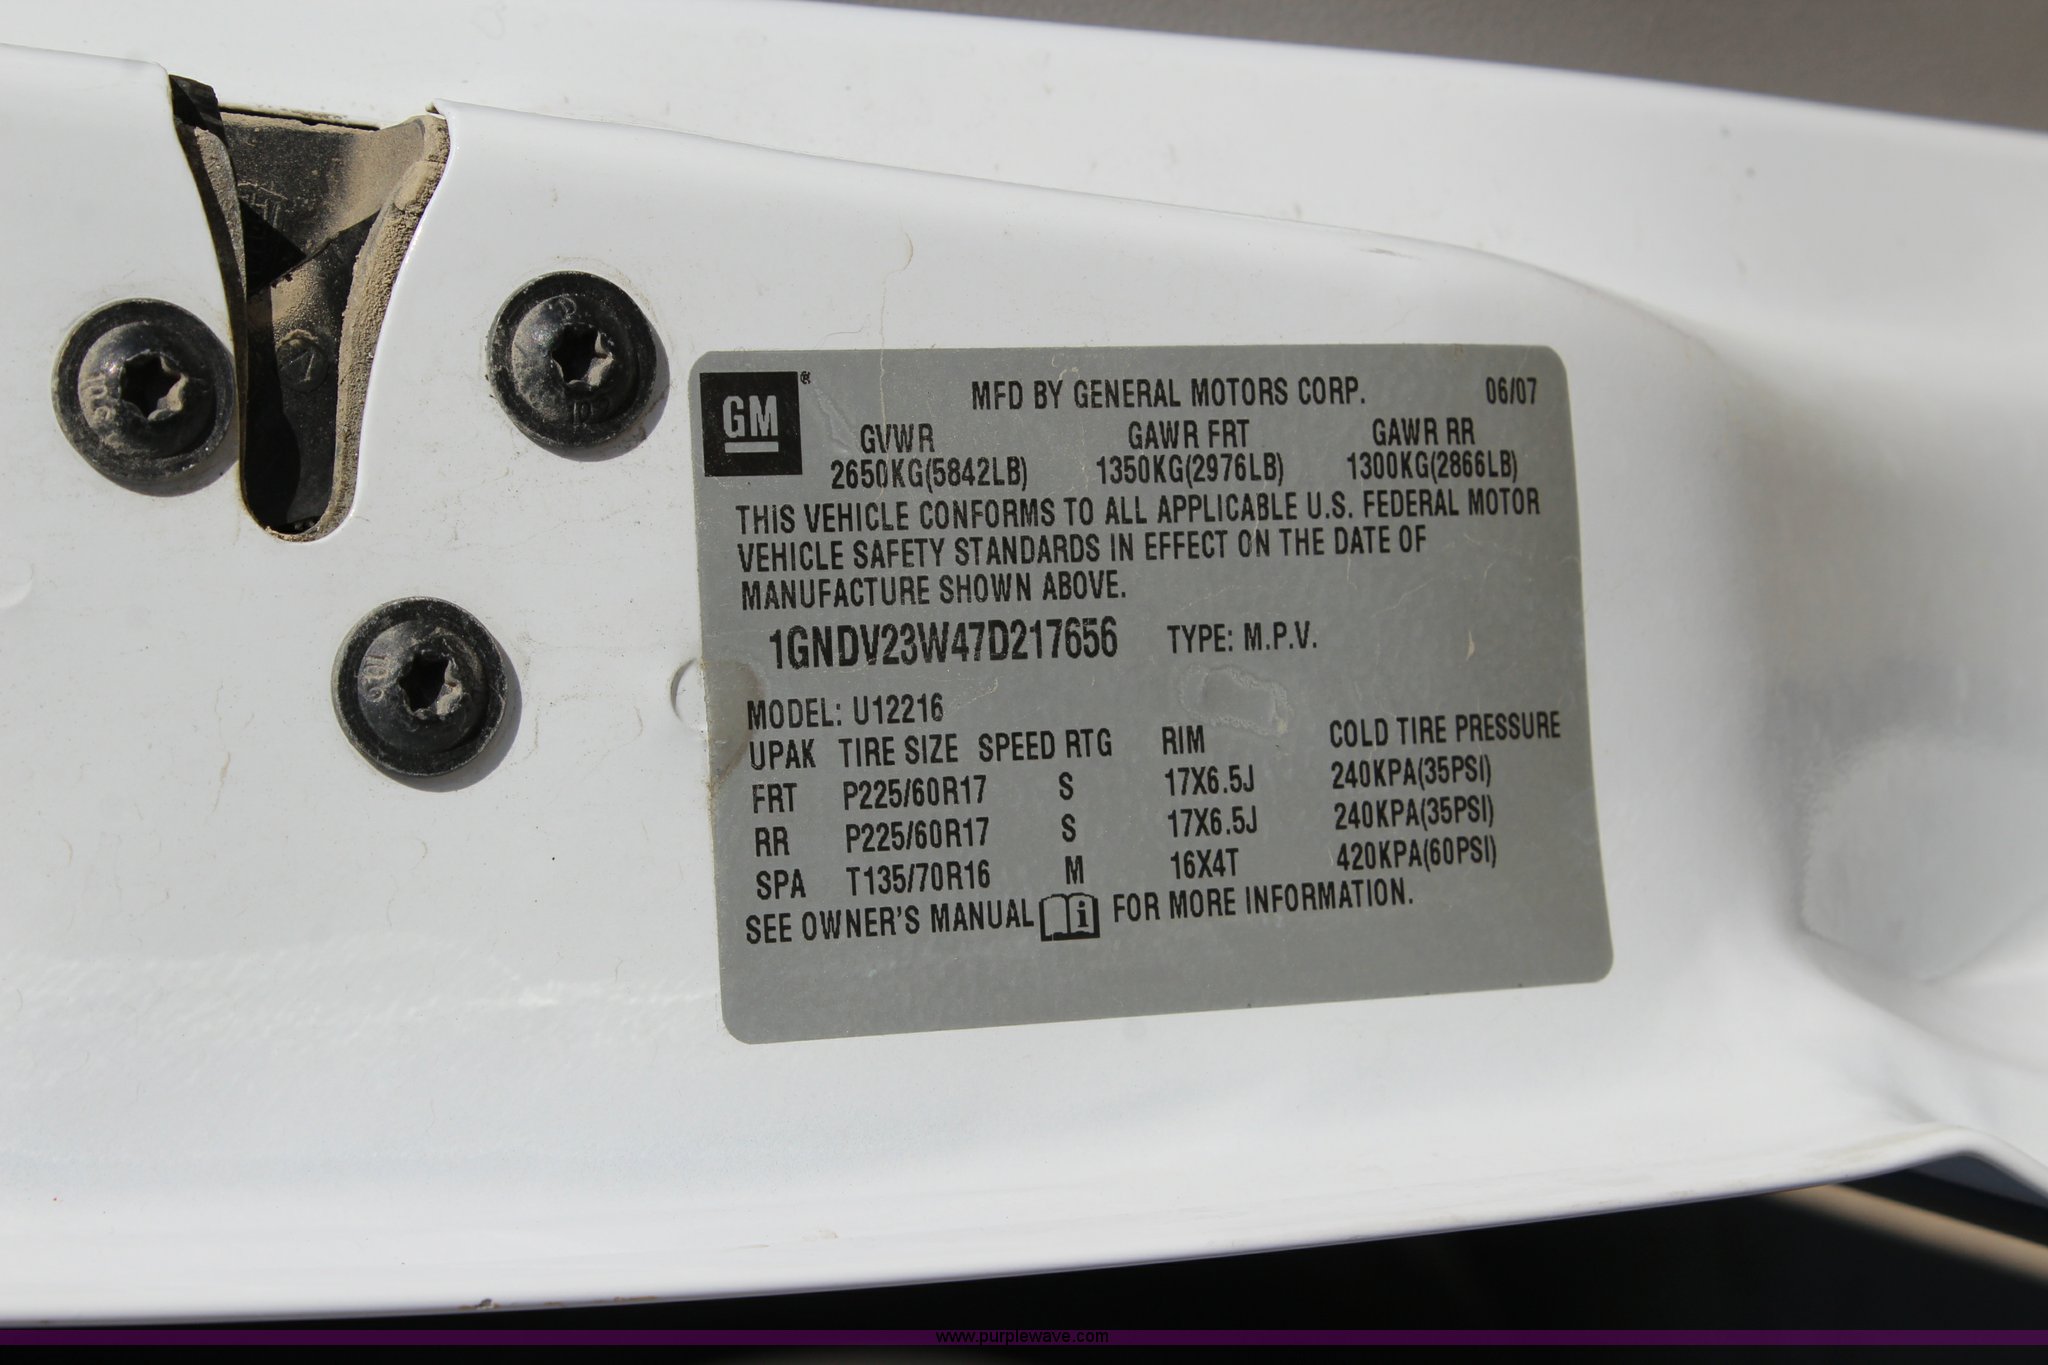 GM ®
MFD BY GENERAL MOTORS CORP. 06/07
GVWR GAWR FRT GAWR RR
2650KG(5842LB) 1350KG(2976LB) 1300KG(2866LB)
THIS VEHICLE CONFORMS TO ALL APPLICABLE U.S. FEDERAL MOTOR
VEHICLE SAFETY STANDARDS IN EFFECT ON THE DATE OF
MANUFACTURE SHOWN ABOVE.
1GNDV23W47D217656 TYPE: M.P.V.
MODEL: U12216
UPAK TIRE SIZE SPEED RTG RIM COLD TIRE PRESSURE
FRT P225/60R17 S 17X6.5J 240KPA(35PSI)
RR P225/60R17 S 17X6.5J 240KPA(35PSI)
SPA T135/70R16 M 16X4T 420KPA(60PSI)
SEE OWNER'S MANUAL i FOR MORE INFORMATION.
www.purplewave.com